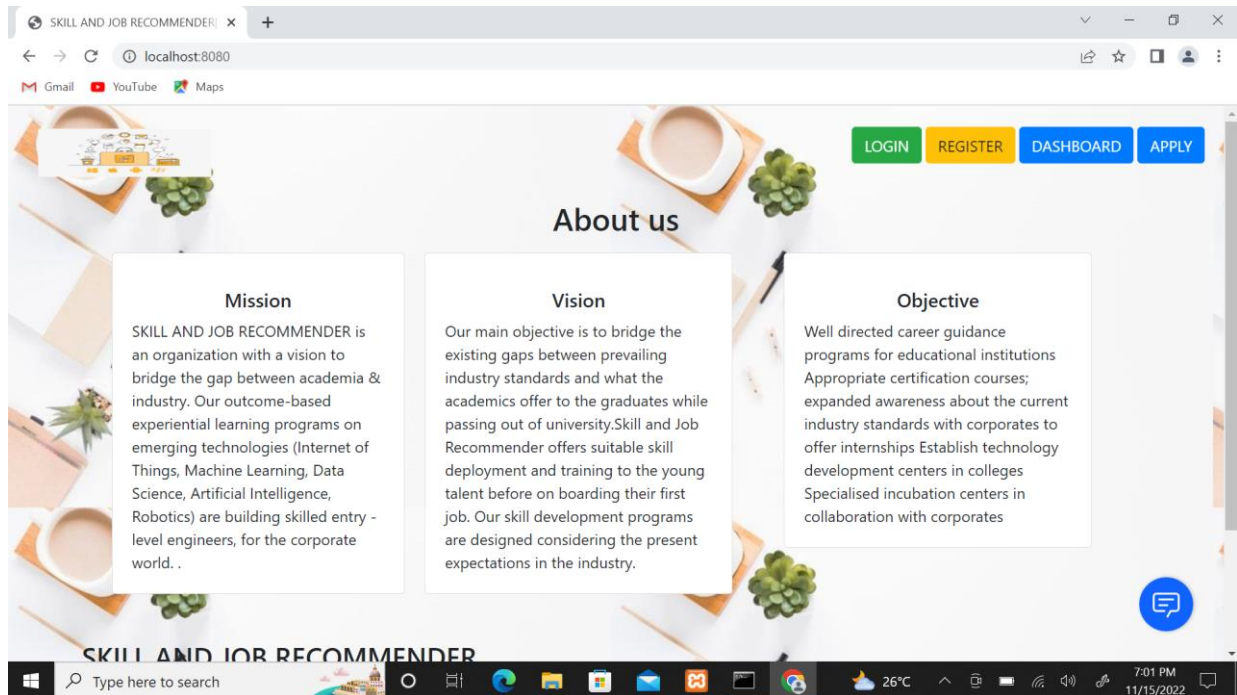 SKILL AND JOB RECOMMENDER
localhost:8080
Gmail YouTube Maps
LOGIN REGISTER DASHBOARD APPLY
About us
Mission
SKILL AND JOB RECOMMENDER is
an organization with a vision to
bridge the gap between academia &
industry. Our outcome-based
experiential learning programs on
emerging technologies (Internet of
Things, Machine Learning, Data
Science, Artificial Intelligence,
Robotics) are building skilled entry -
level engineers, for the corporate
world. .
Vision
Our main objective is to bridge the
existing gaps between prevailing
industry standards and what the
academics offer to the graduates while
passing out of university.Skill and Job
Recommender offers suitable skill
deployment and training to the young
talent before on boarding their first
job. Our skill development programs
are designed considering the present
expectations in the industry.
Objective
Well directed career guidance
programs for educational institutions
Appropriate certification courses;
expanded awareness about the current
industry standards with corporates to
offer internships Establish technology
development centers in colleges
Specialised incubation centers in
collaboration with corporates
SKILL AND JOB RECOMMENDER
Type here to search
26°C
7:01 PM
11/15/2022